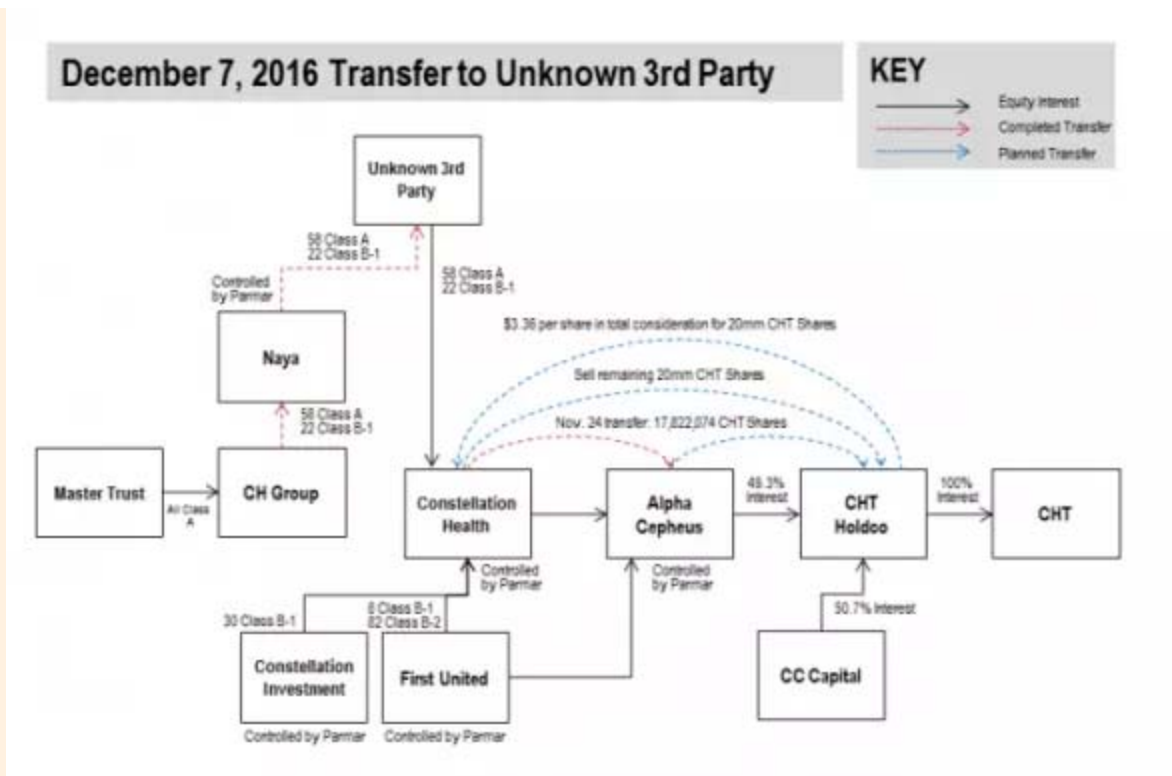 December 7, 2016 Transfer to Unknown 3rd Party
KEY
Equity Interest
Completed Transfer
Planned Transfer
Unknown 3rd
Party
58 Class A
22 Class B-1
58 Class A
22 Class B-1
Controlled
by Parmar
$3.36 per share in total consideration for 20mm CHT Shares
Naya
Sell remaining 20mm CHT Shares
58 Class A
22 Class B-1
Nov. 24 transfer: 17,822,074 CHT Shares
Master Trust
All Class
A
CH Group
Constellation
Health
Alpha
Cepheus
49.3%
Interest
CHT
Holdco
100%
Interest
CHT
Controlled
by Parmar
Controlled
by Parmar
30 Class B-1
8 Class B-1
82 Class B-2
50.7% Interest
Constellation
Investment
First United
CC Capital
Controlled by Parmar
Controlled by Parmar